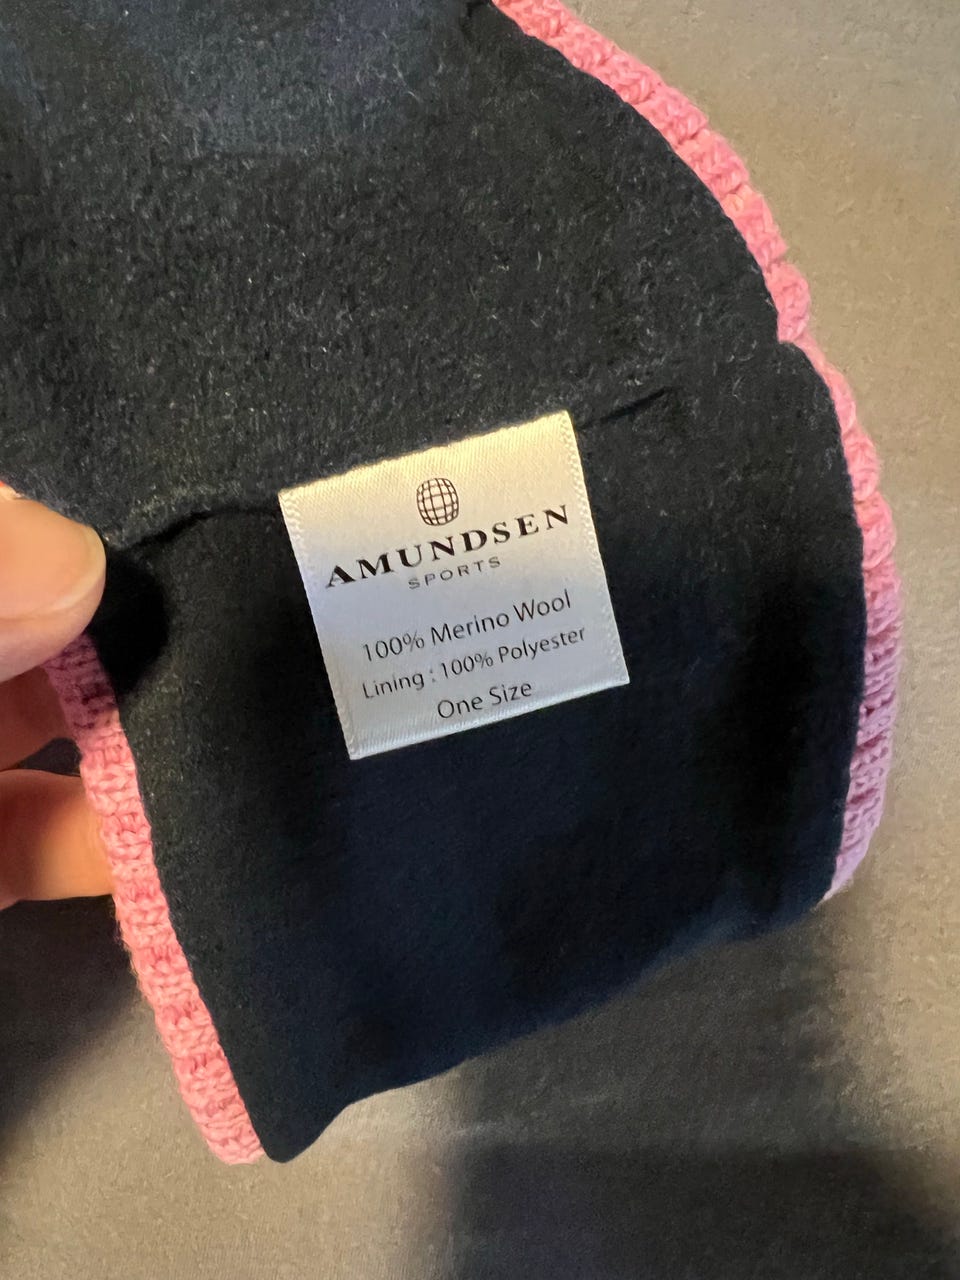 AMUNDSEN
SPORTS
100% Merino Wool
Lining : 100% Polyester
One Size